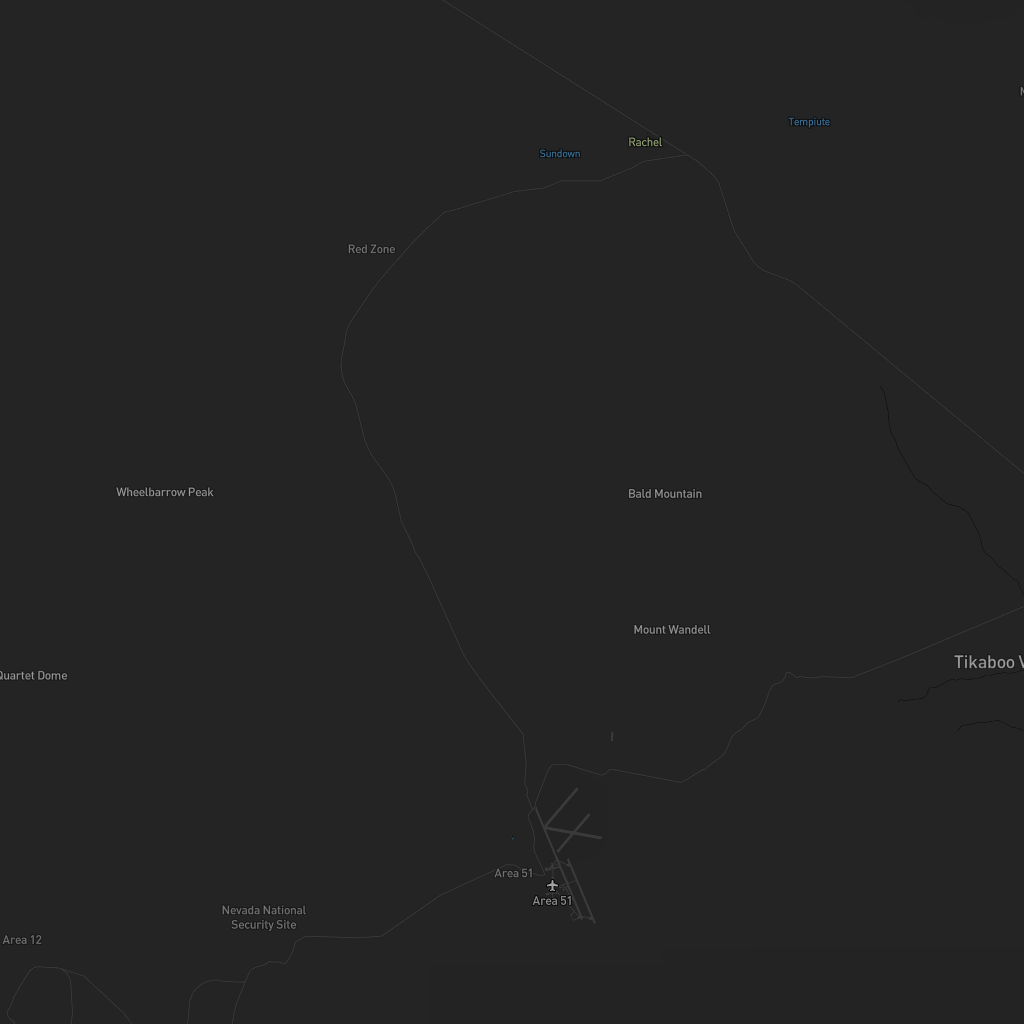 Tempiute
Rachel
Sundown
Red Zone
Wheelbarrow Peak
Bald Mountain
Mount Wandell
Tikaboo V
Quartet Dome
Area 51
Area 51
Nevada National
Security Site
Area 12